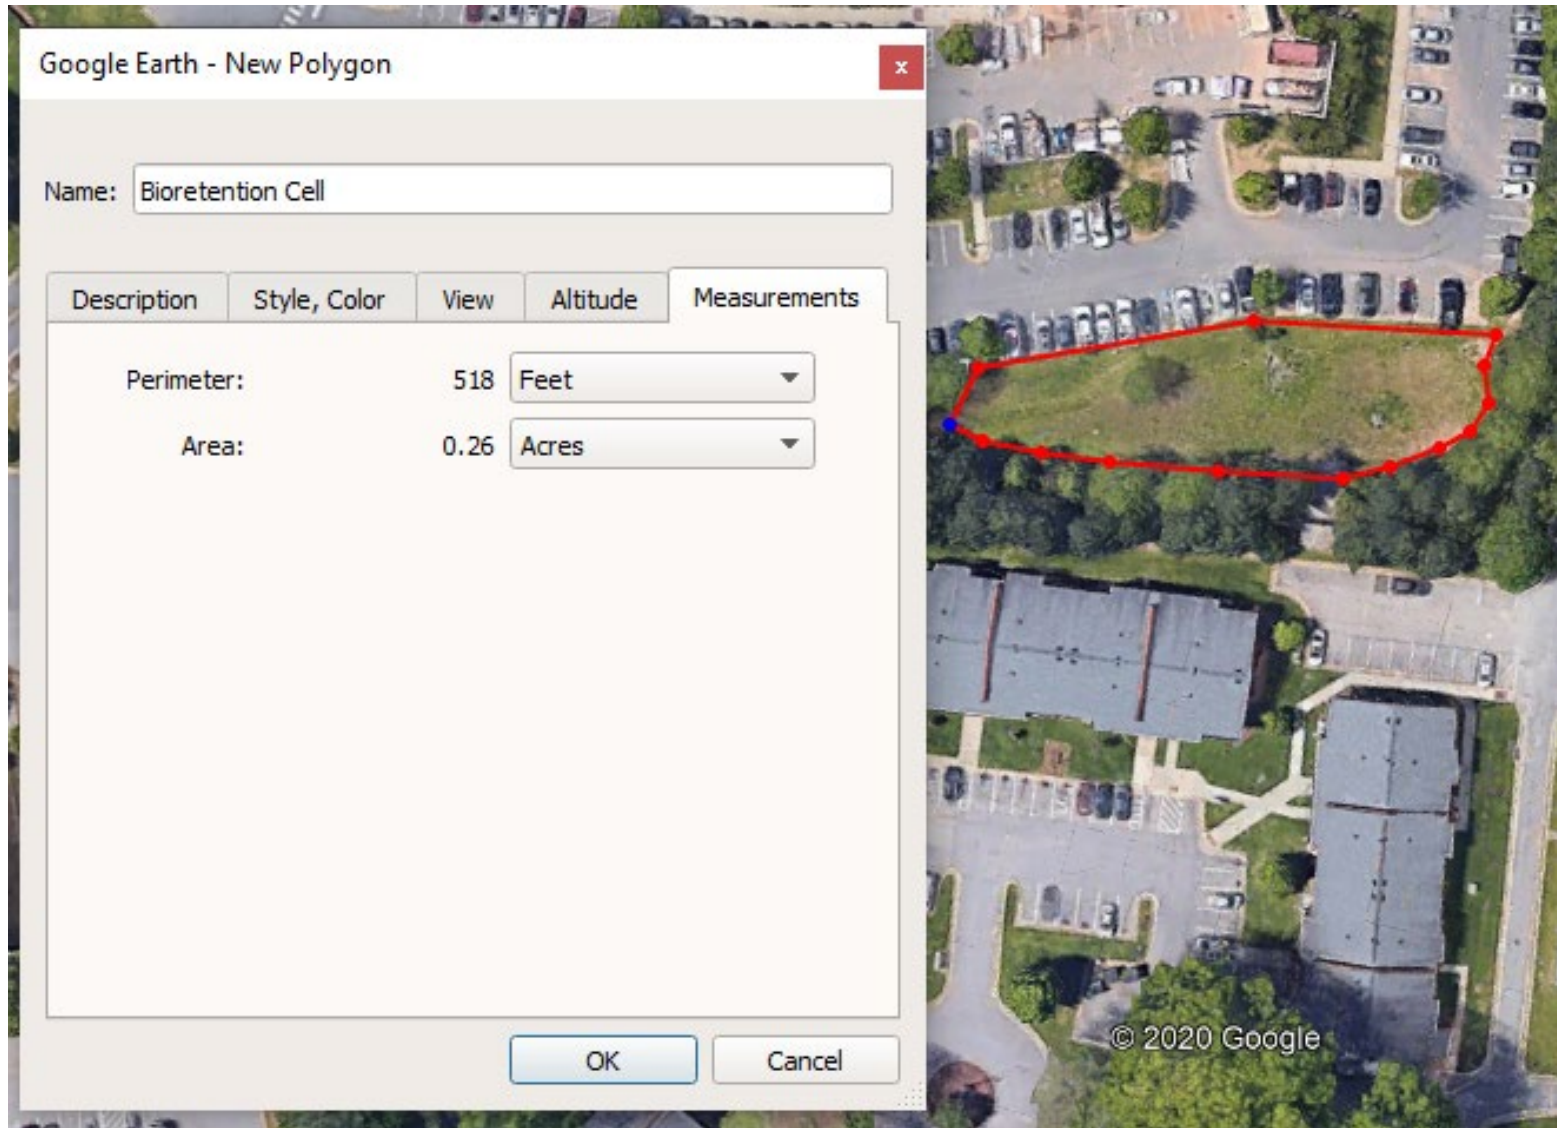 Google Earth - New Polygon
x
Name: Bioretention Cell
Description Style, Color View Altitude Measurements
Perimeter: 518 Feet
Area: 0.26 Acres
OK Cancel
© 2020 Google